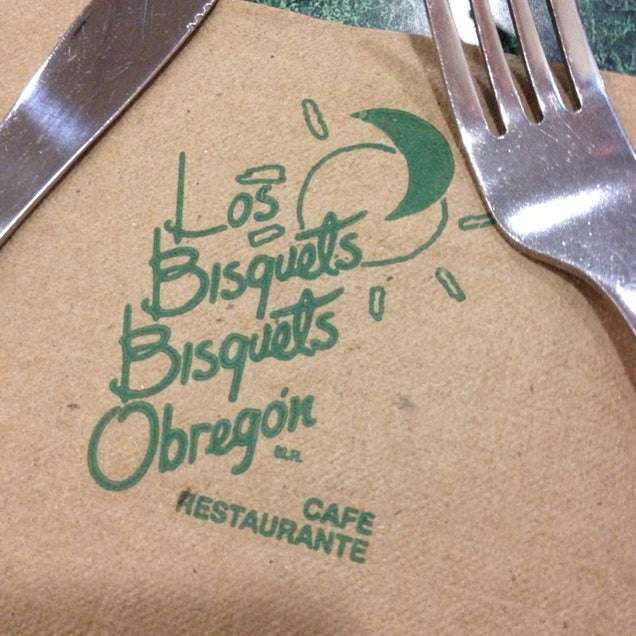 Los
Bisquets
Bisquets
Obregón
CAFE
RESTAURANTE